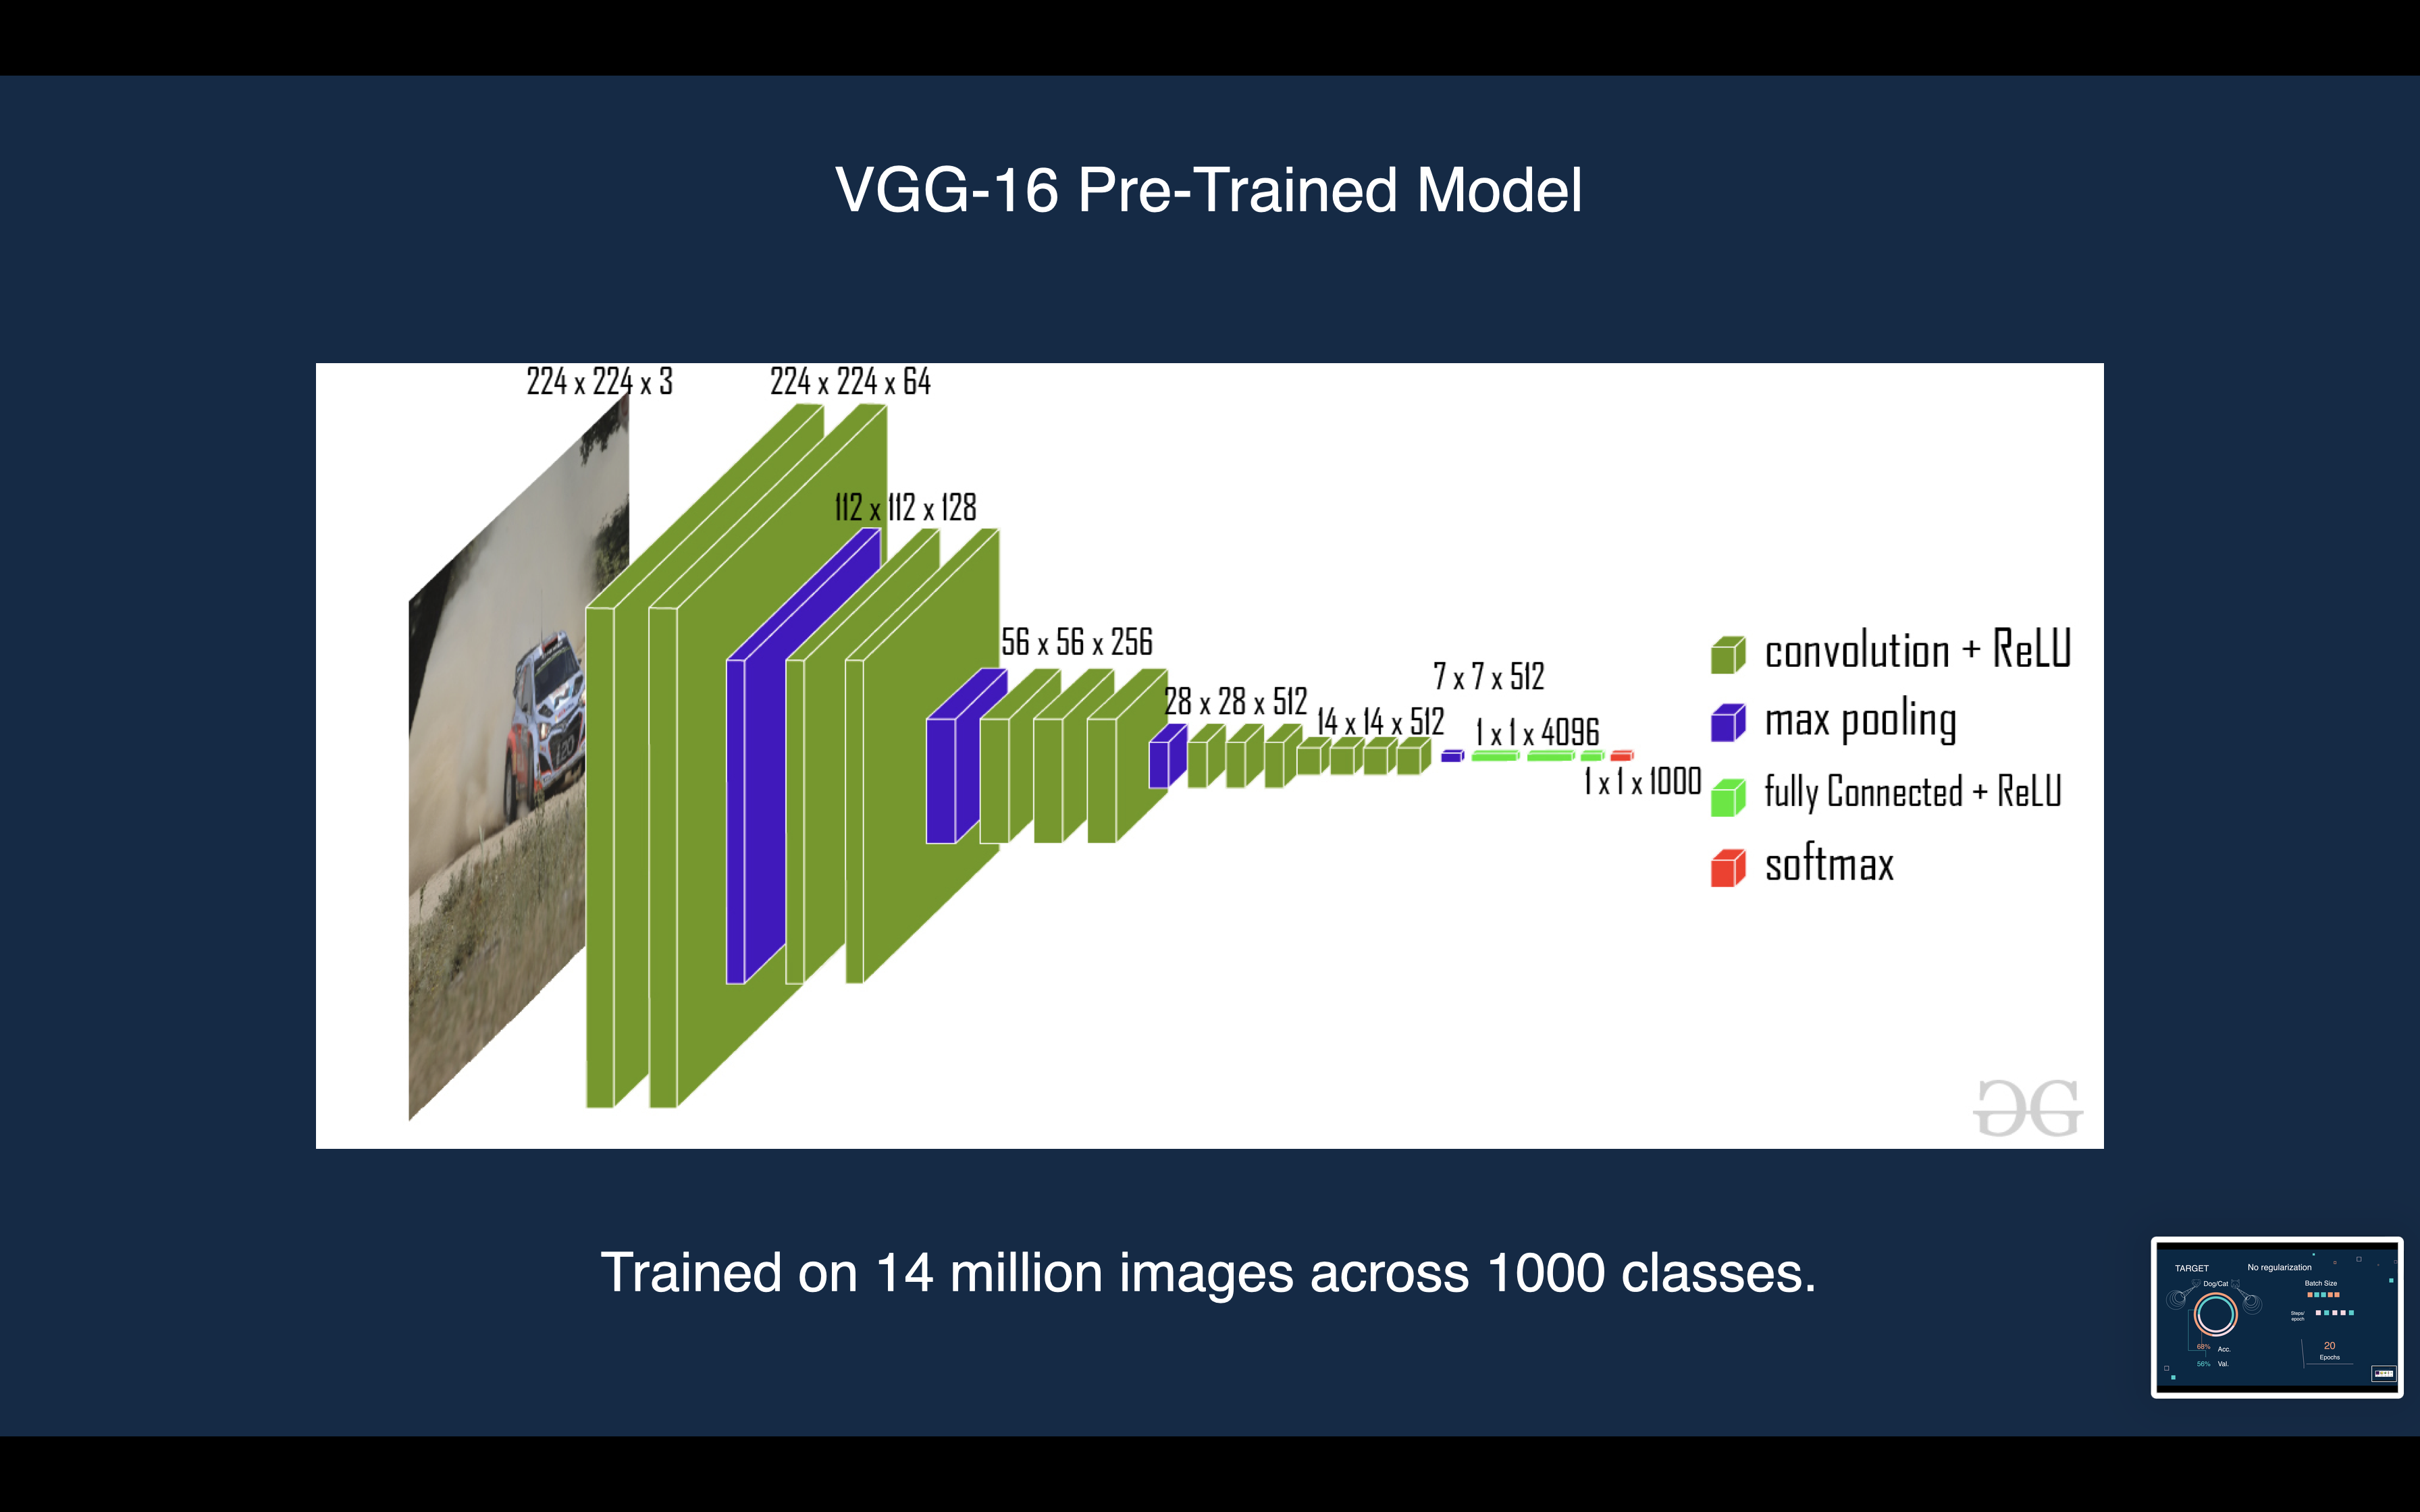 VGG-16 Pre-Trained Model
224 x 224 x 3
224 x 224 x 64
112 x 112 x 128
56 x 56 x 256
28 x 28 x 512
14 x 14 x 512
7 x 7 x 512
1 x 1 x 4096
1 x 1 x 1000
convolution + ReLU
max pooling
fully Connected + ReLU
softmax
Trained on 14 million images across 1000 classes.
TARGET
No regularization
Dog/Cat
Batch Size
Steps/
epoch
68% Acc.
56% Val.
20
Epochs